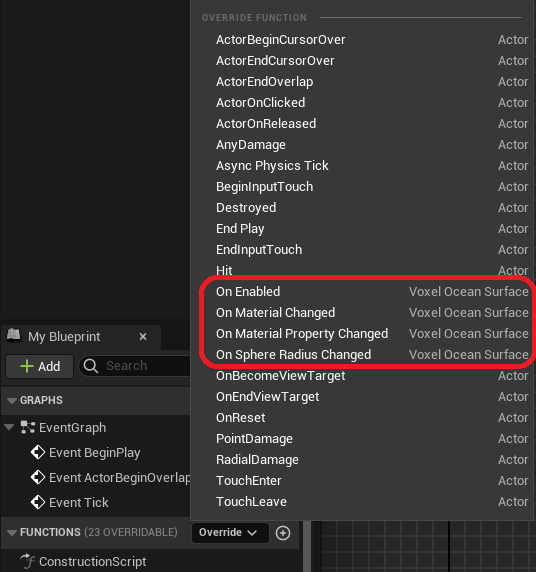 OVERRIDE FUNCTION
ActorBeginCursorOver Actor
ActorEndCursorOver Actor
ActorEndOverlap Actor
ActorOnClicked Actor
ActorOnReleased Actor
AnyDamage Actor
Async Physics Tick Actor
BeginInputTouch Actor
Destroyed Actor
End Play Actor
EndInputTouch Actor
Hit Actor
On Enabled Voxel Ocean Surface
On Material Changed Voxel Ocean Surface
On Material Property Changed Voxel Ocean Surface
On Sphere Radius Changed Voxel Ocean Surface
OnBecomeViewTarget Actor
OnEndViewTarget Actor
OnReset Actor
PointDamage Actor
RadialDamage Actor
TouchEnter Actor
TouchLeave Actor
My Blueprint
Add Search
GRAPHS
EventGraph
Event BeginPlay
Event ActorBeginOverlap
Event Tick
FUNCTIONS (23 OVERRIDABLE) Override
ConstructionScript